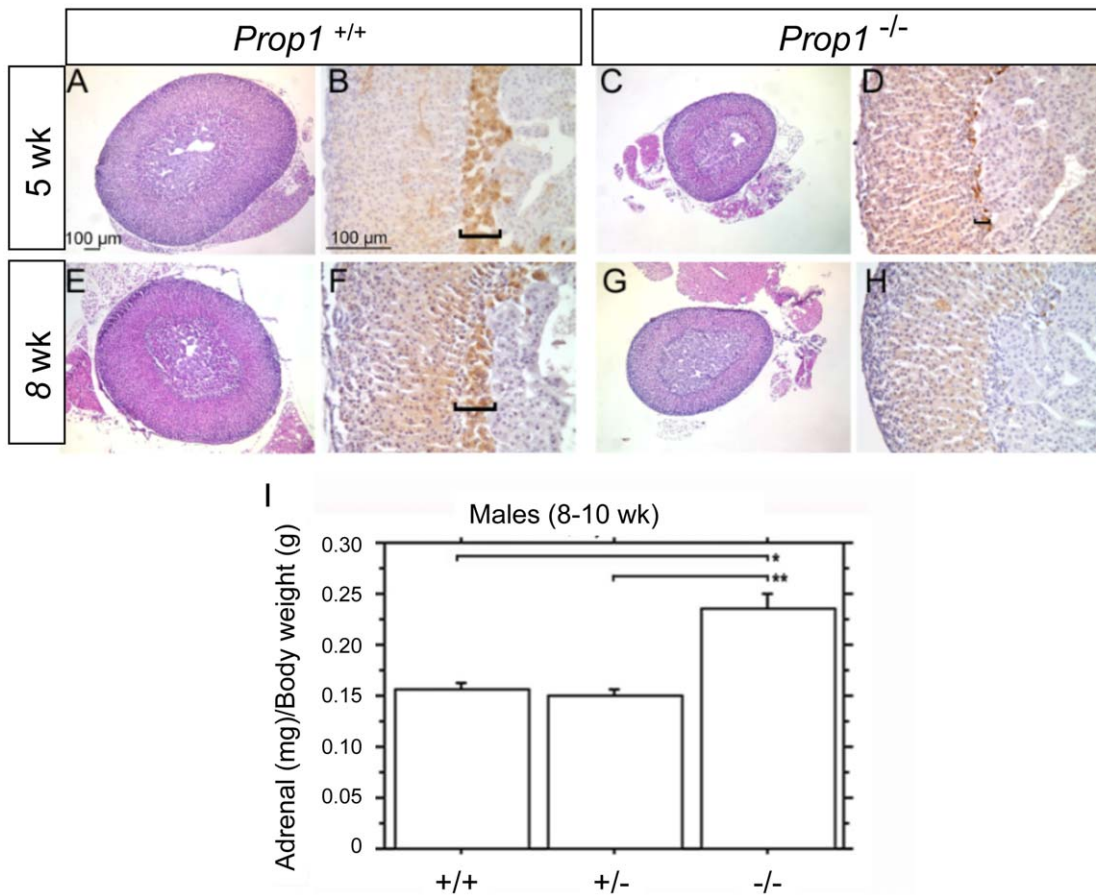 Prop1 +/+
Prop1 -/-
5 wk
A
B
C
D
100 µm
100 µm
8 wk
E
F
G
H
I
Males (8-10 wk)
Adrenal (mg)/Body weight (g)
0.30
0.25
0.20
0.15
0.10
0.05
0
*
**
+/+
+/-
-/-